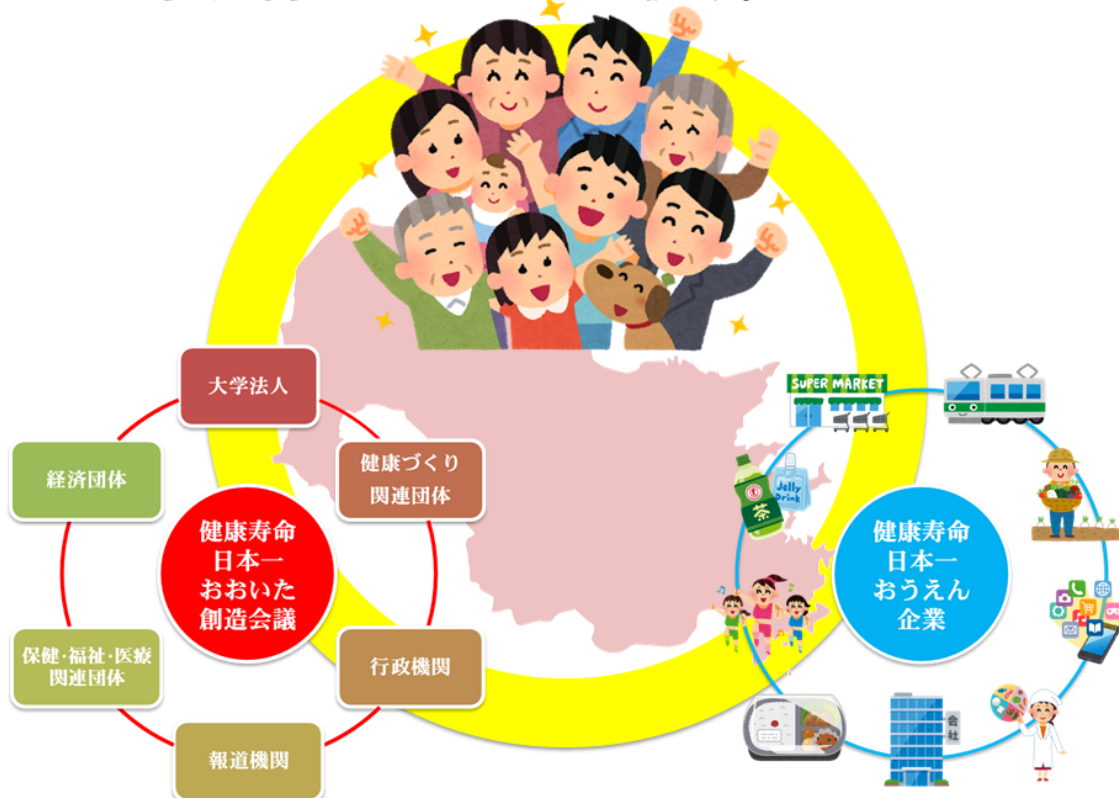 大学法人
経済団体
健康づくり
関連団体
健康寿命
日本一
おおいた
創造会議
保健・福祉・医療
関連団体
行政機関
報道機関
SUPER MARKET
Jelly
Drink
茶
健康寿命
日本一
おうえん
企業
会社